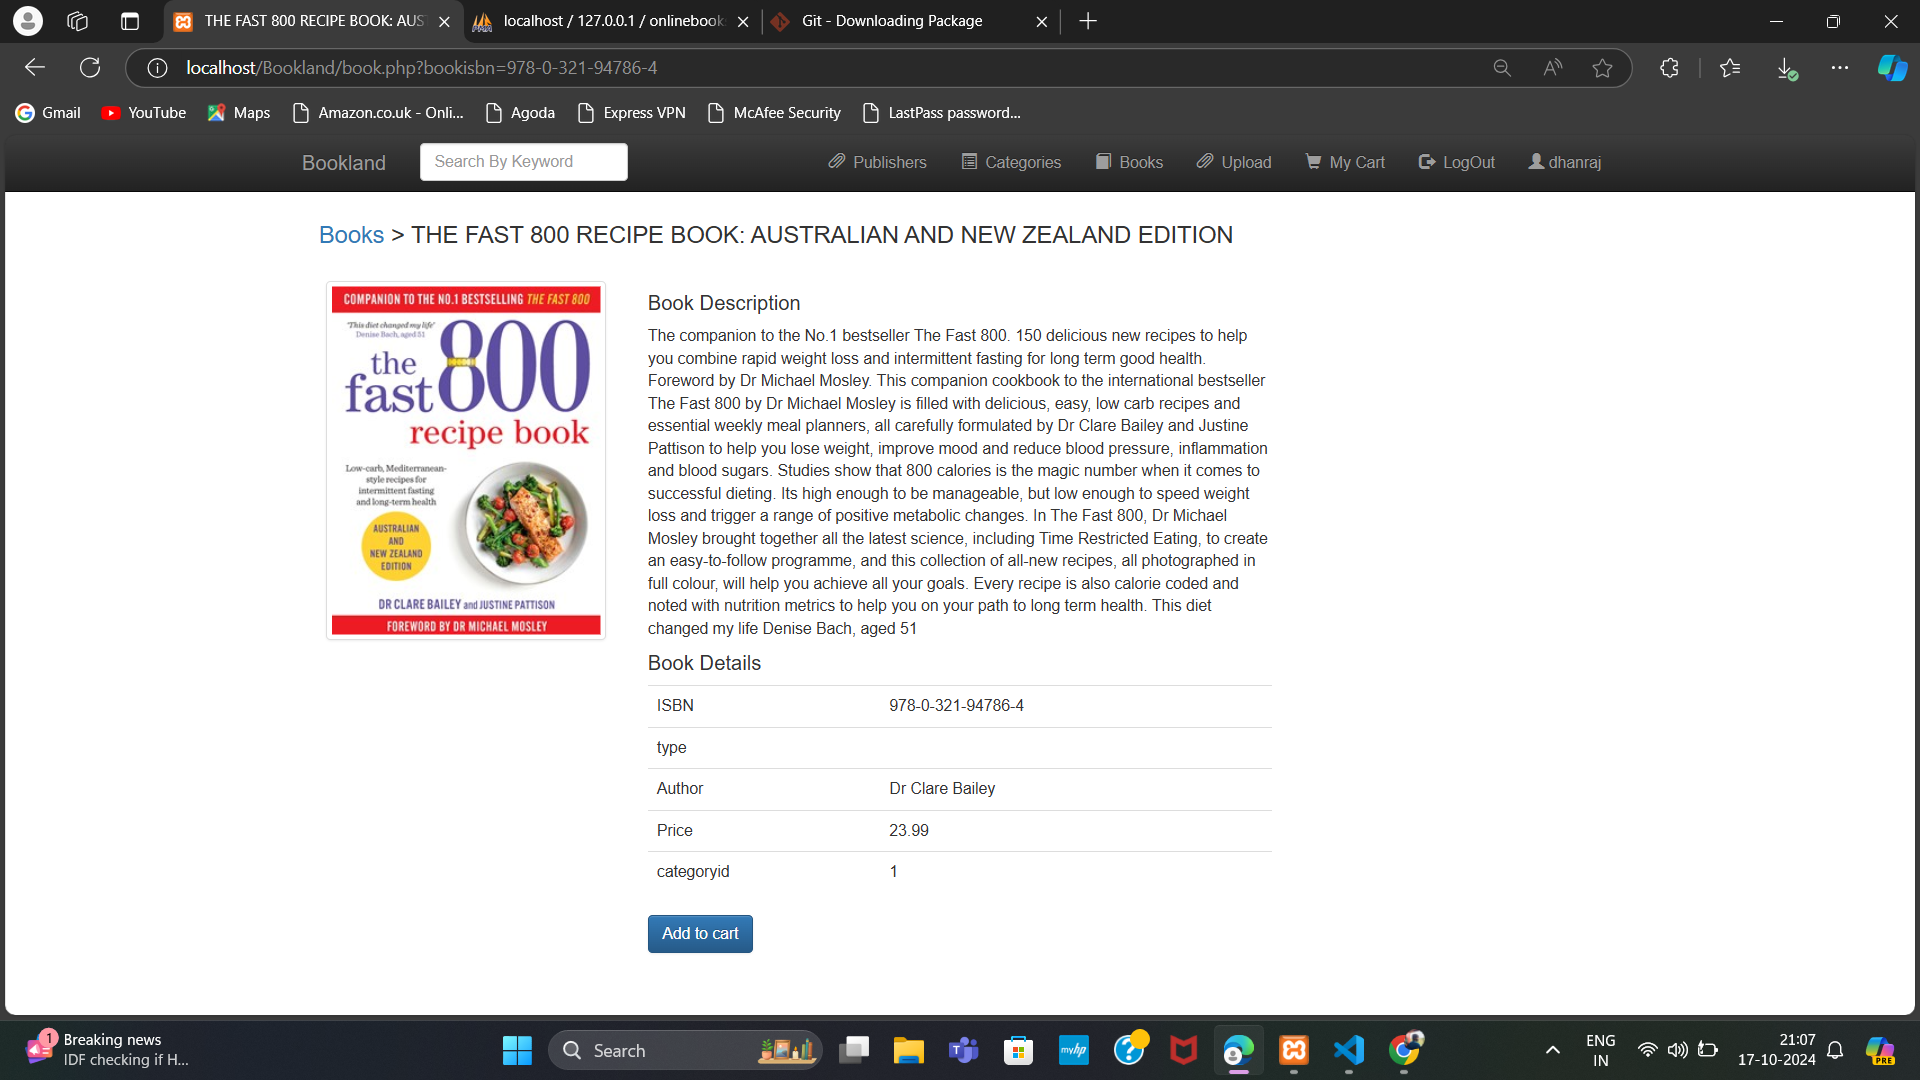 THE FAST 800 RECIPE BOOK: AUS
localhost / 127.0.0.1 / onlinebook
Git - Downloading Package
localhost/Bookland/book.php?bookisbn=978-0-321-94786-4
Gmail
YouTube
Maps
Amazon.co.uk - Onli...
Agoda
Express VPN
McAfee Security
LastPass password...
Bookland
Search By Keyword
Publishers
Categories
Books
Upload
My Cart
LogOut
dhanraj
Books > THE FAST 800 RECIPE BOOK: AUSTRALIAN AND NEW ZEALAND EDITION
COMPANION TO THE NO.1 BESTSELLING THE FAST 800
'This diet changed my life'
Denise Bach, aged 51
the
fast 800
recipe book
Low-carb, Mediterranean-
style recipes for
intermittent fasting
and long-term health
AUSTRALIAN
AND
NEW ZEALAND
EDITION
DR CLARE BAILEY and JUSTINE PATTISON
FOREWORD BY DR MICHAEL MOSLEY
Book Description
The companion to the No.1 bestseller The Fast 800. 150 delicious new recipes to help
you combine rapid weight loss and intermittent fasting for long term good health.
Foreword by Dr Michael Mosley. This companion cookbook to the international bestseller
The Fast 800 by Dr Michael Mosley is filled with delicious, easy, low carb recipes and
essential weekly meal planners, all carefully formulated by Dr Clare Bailey and Justine
Pattison to help you lose weight, improve mood and reduce blood pressure, inflammation
and blood sugars. Studies show that 800 calories is the magic number when it comes to
successful dieting. Its high enough to be manageable, but low enough to speed weight
loss and trigger a range of positive metabolic changes. In The Fast 800, Dr Michael
Mosley brought together all the latest science, including Time Restricted Eating, to create
an easy-to-follow programme, and this collection of all-new recipes, all photographed in
full colour, will help you achieve all your goals. Every recipe is also calorie coded and
noted with nutrition metrics to help you on your path to long term health. This diet
changed my life Denise Bach, aged 51
Book Details
ISBN 978-0-321-94786-4
type
Author Dr Clare Bailey
Price 23.99
categoryid 1
Add to cart
1
Breaking news
IDF checking if H...
Search
myhp
ENG
IN
21:07
17-10-2024
PRE